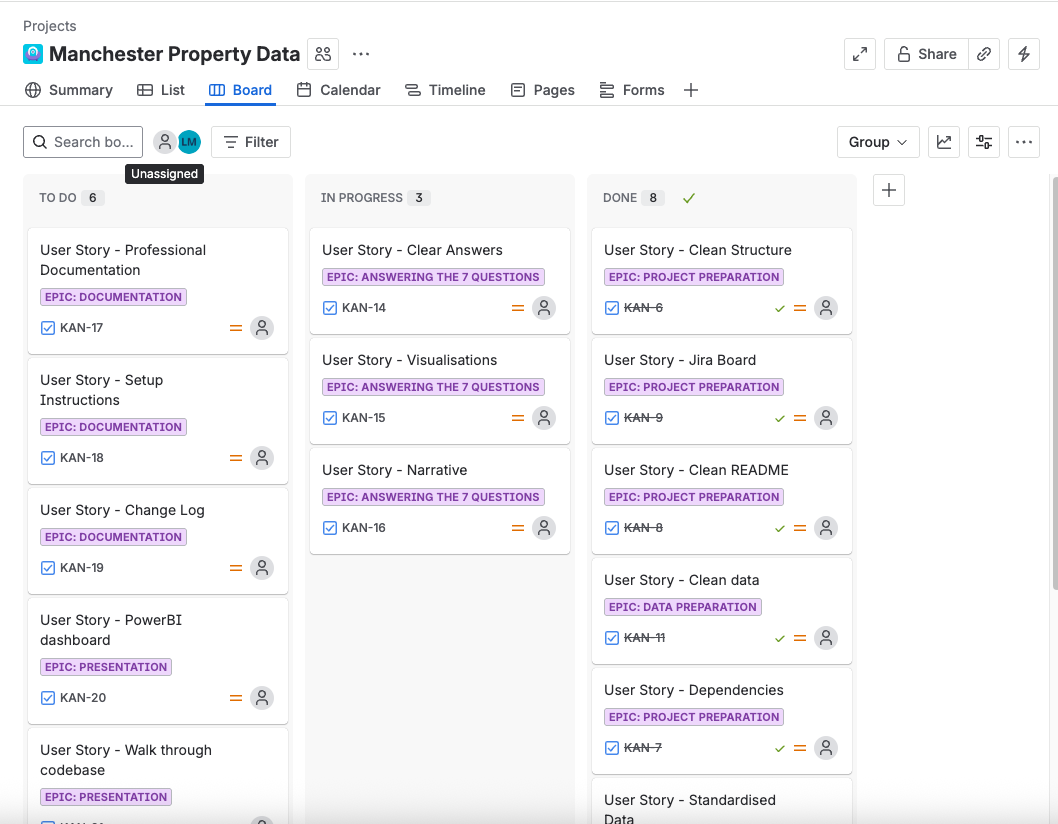 Projects
Manchester Property Data
Share
Summary
List
Board
Calendar
Timeline
Pages
Forms
Search bo...
LM
Filter
Group
Unassigned
TO DO 6
User Story - Professional
Documentation
EPIC: DOCUMENTATION
KAN-17
User Story - Setup
Instructions
EPIC: DOCUMENTATION
KAN-18
User Story - Change Log
EPIC: DOCUMENTATION
KAN-19
User Story - PowerBI
dashboard
EPIC: PRESENTATION
KAN-20
User Story - Walk through
codebase
EPIC: PRESENTATION
IN PROGRESS 3
User Story - Clear Answers
EPIC: ANSWERING THE 7 QUESTIONS
KAN-14
User Story - Visualisations
EPIC: ANSWERING THE 7 QUESTIONS
KAN-15
User Story - Narrative
EPIC: ANSWERING THE 7 QUESTIONS
KAN-16
DONE 8
User Story - Clean Structure
EPIC: PROJECT PREPARATION
KAN-6
User Story - Jira Board
EPIC: PROJECT PREPARATION
KAN-9
User Story - Clean README
EPIC: PROJECT PREPARATION
KAN-8
User Story - Clean data
EPIC: DATA PREPARATION
KAN-11
User Story - Dependencies
EPIC: PROJECT PREPARATION
KAN-7
User Story - Standardised
Data